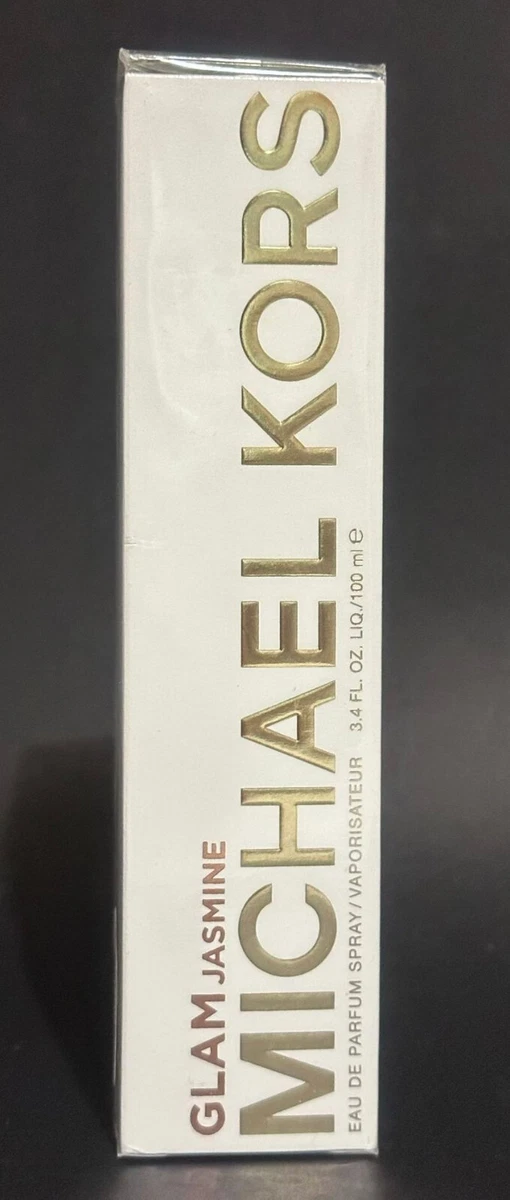 GLAM JASMINE
MICHAEL KORS
EAU DE PARFUM SPRAY/VAPORISATEUR 3.4 FL. OZ. LIQ./100 ml ℮